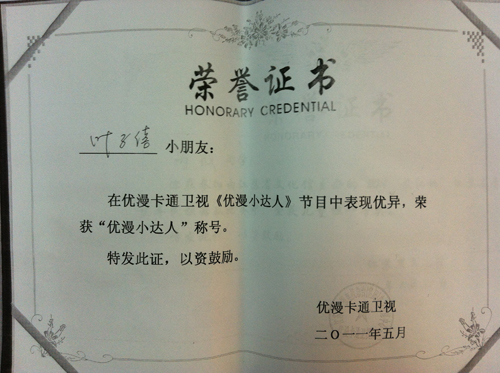 荣誉证书
HONORARY CREDENTIAL
叶子禧 小朋友：
在优漫卡通卫视《优漫小达人》节目中表现优异，荣
获“优漫小达人”称号。
特发此证，以资鼓励。
优漫卡通卫视
二〇一一年五月